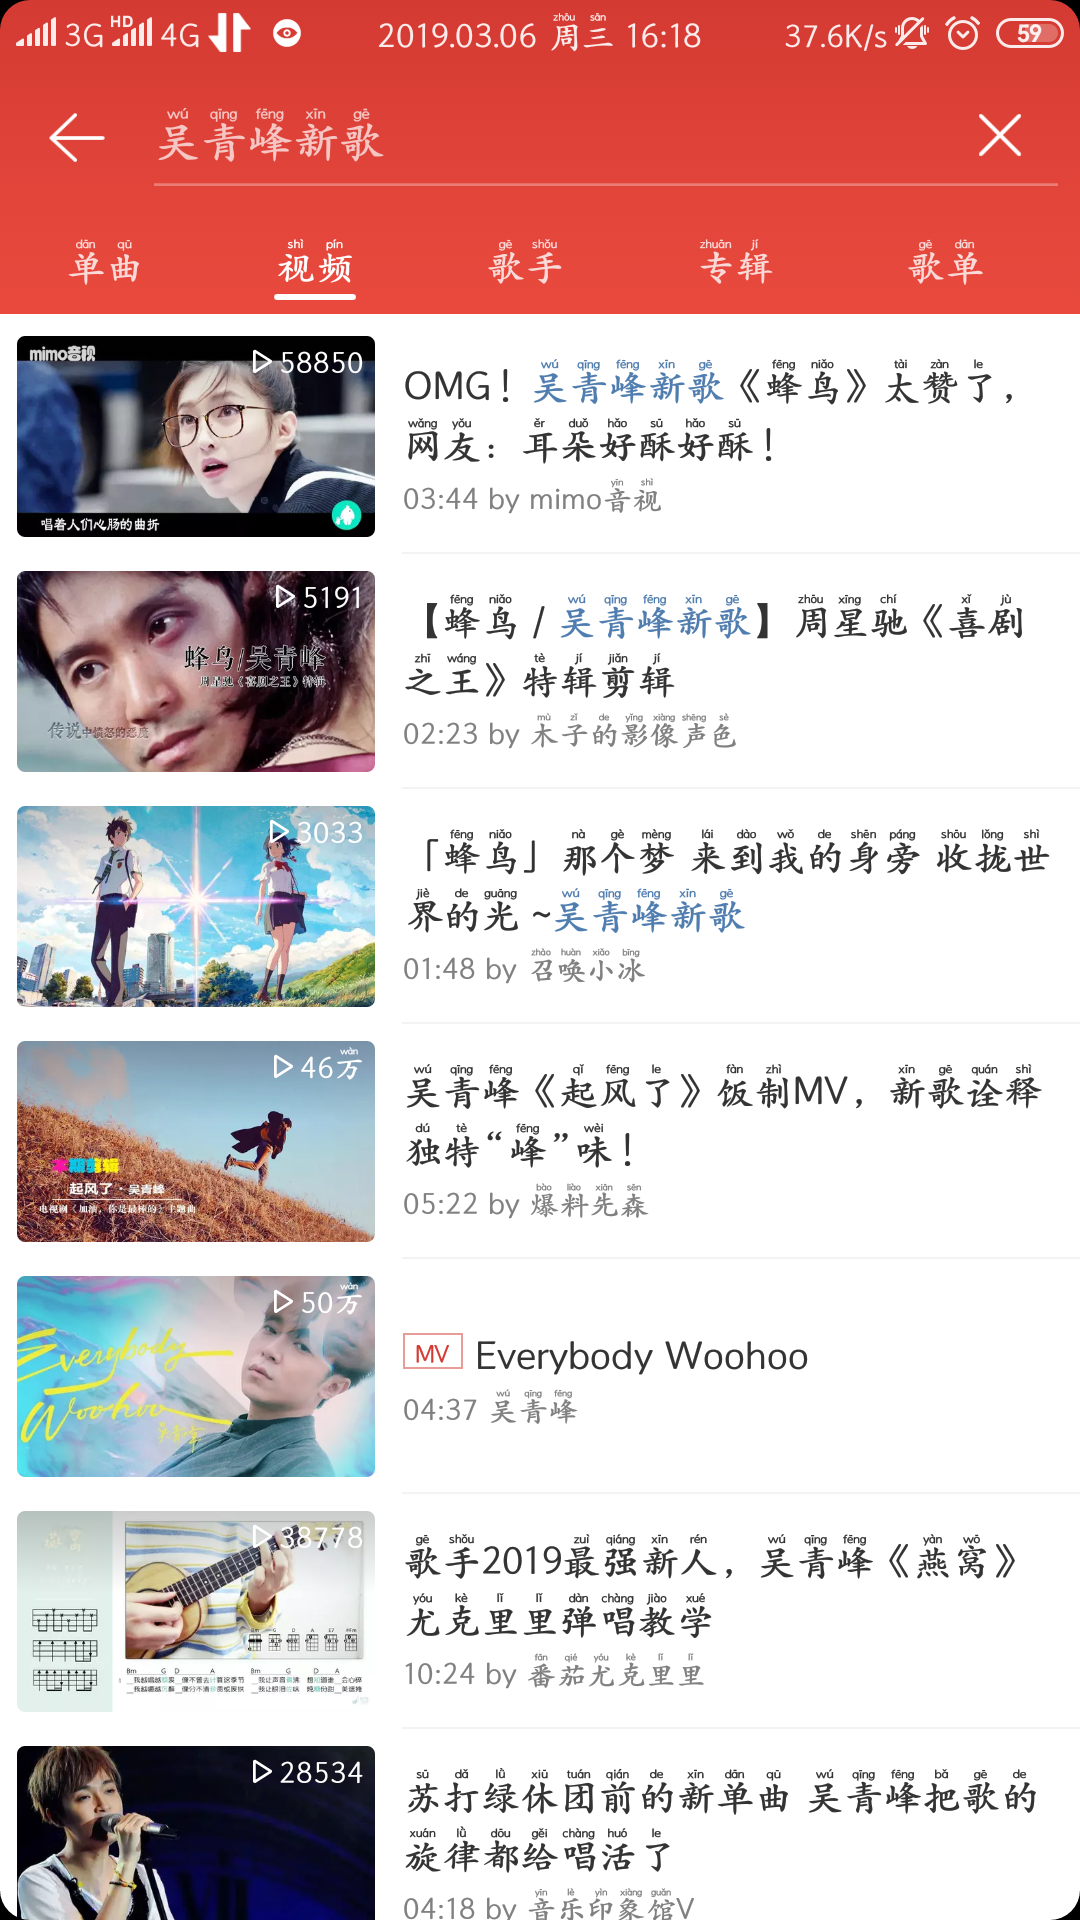 3G HD 4G 2019.03.06 周三 16:18 37.6K/s 59
吴青峰新歌
单曲 视频 歌手 专辑 歌单
mimo音视
58850
唱着人们心肠的曲折
OMG！吴青峰新歌《蜂鸟》太赞了，
网友：耳朵好酥好酥！
03:44 by mimo音视
5191
蜂鸟/吴青峰
周星驰《喜剧之王》特辑
传说中愤怒的恶魔
【蜂鸟 / 吴青峰新歌】周星驰《喜剧
之王》特辑剪辑
02:23 by 木子的影像声色
3033
「蜂鸟」那个梦 来到我的身旁 收拢世
界的光 ~吴青峰新歌
01:48 by 召唤小冰
46万
起风了·吴青峰
电视剧《加油，你是最棒的》主题曲
吴青峰《起风了》饭制MV，新歌诠释
独特“峰”味！
05:22 by 爆料先森
50万
Everybody
Woohoo
吴青峰
MV Everybody Woohoo
04:37 吴青峰
38778
歌手2019最强新人，吴青峰《燕窝》
尤克里里弹唱教学
10:24 by 番茄尤克里里
28534
苏打绿休团前的新单曲 吴青峰把歌的
旋律都给唱活了
04:18 by 音乐印象馆V